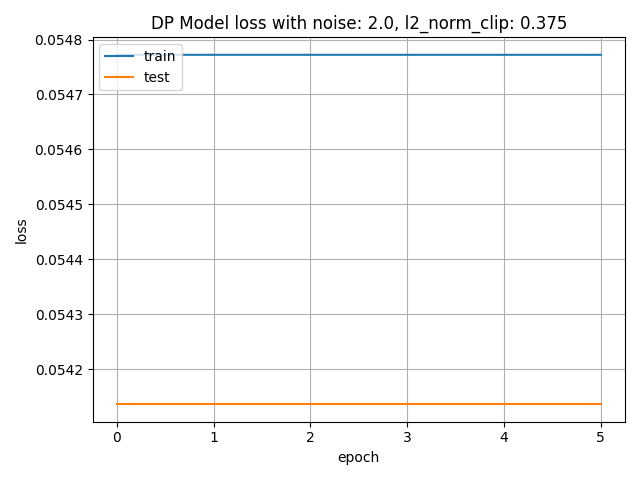 DP Model loss with noise: 2.0, l2_norm_clip: 0.375
train
test
loss
0.0548
0.0547
0.0546
0.0545
0.0544
0.0543
0.0542
0 1 2 3 4 5
epoch